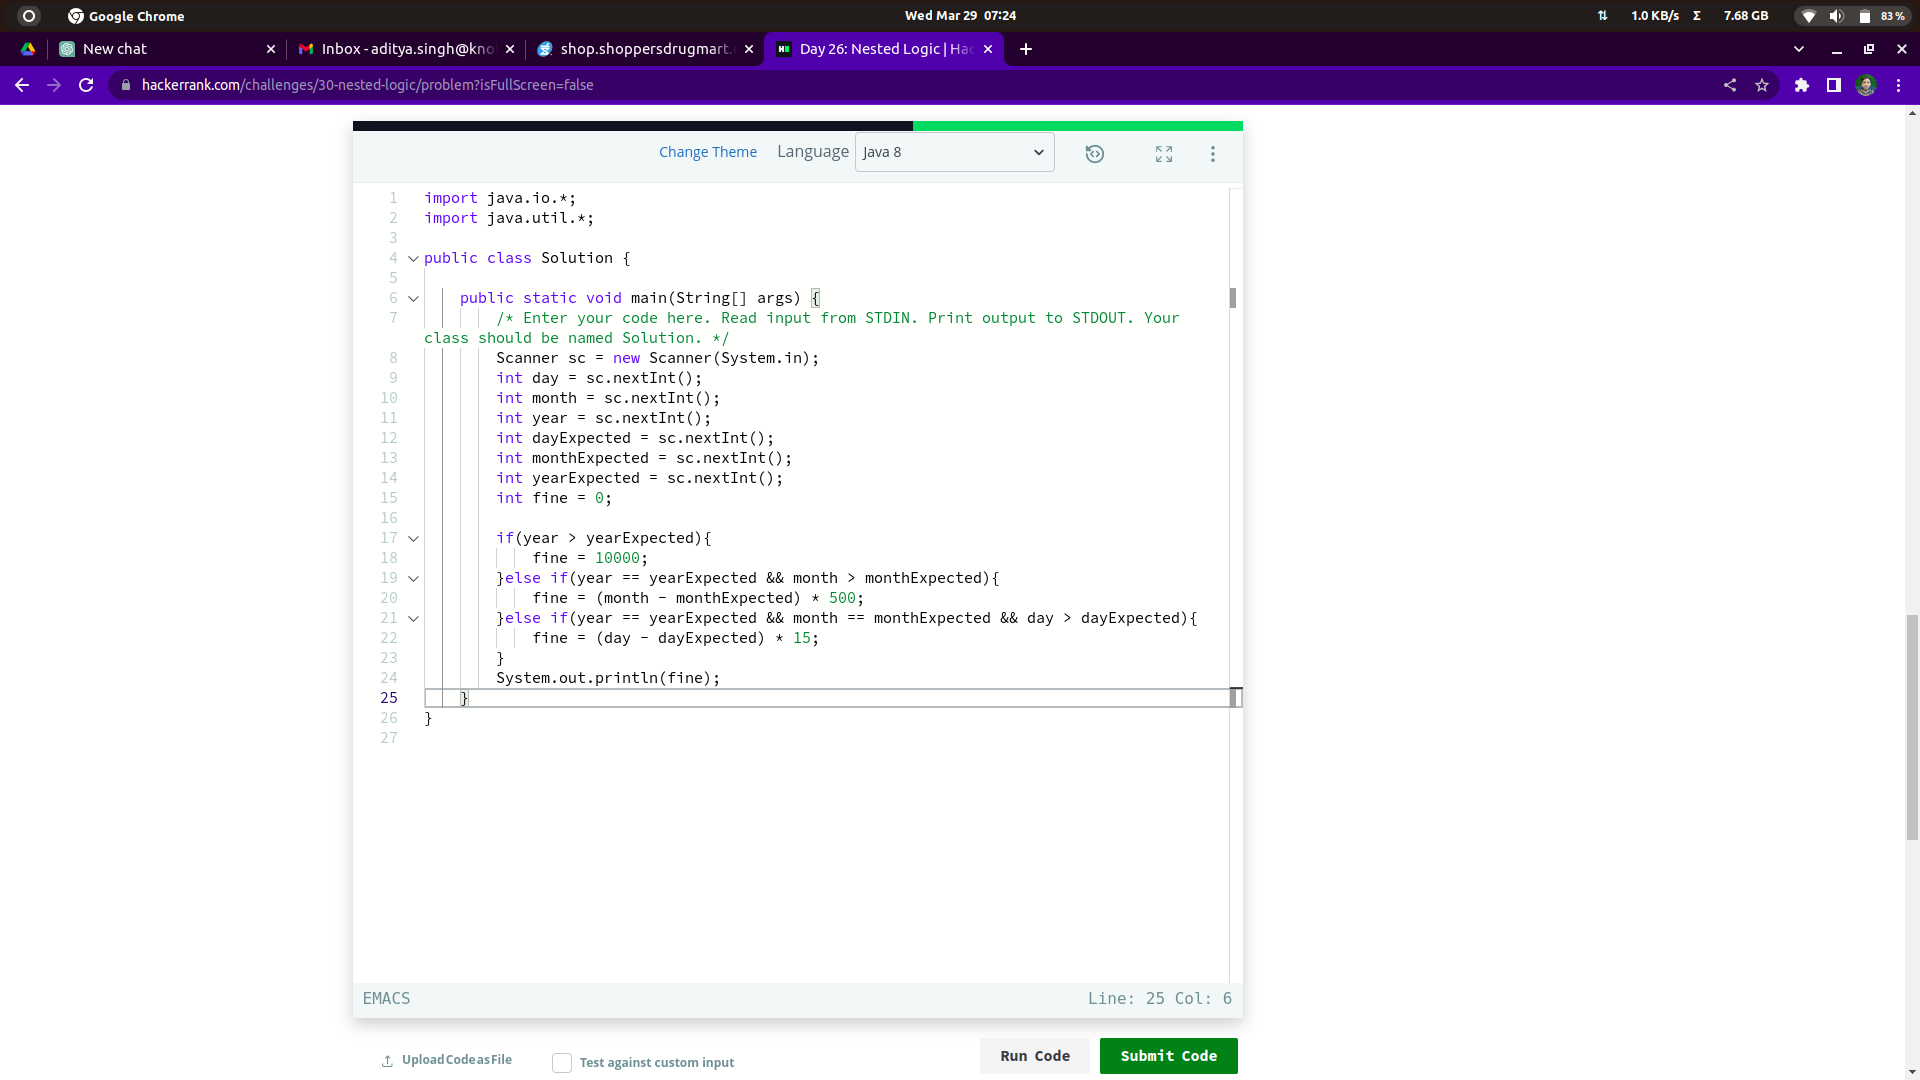 Google Chrome
Wed Mar 29 07:24
1.0 KB/s Σ 7.68 GB
83 %
New chat
Inbox - aditya.singh@kno
shop.shoppersdrugmart.
Day 26: Nested Logic | Hac
hackerrank.com/challenges/30-nested-logic/problem?isFullScreen=false
Change Theme Language Java 8
1 import java.io.*;
2 import java.util.*;
3
4 public class Solution {
5
6 public static void main(String[] args) {
7 /* Enter your code here. Read input from STDIN. Print output to STDOUT. Your
class should be named Solution. */
8 Scanner sc = new Scanner(System.in);
9 int day = sc.nextInt();
10 int month = sc.nextInt();
11 int year = sc.nextInt();
12 int dayExpected = sc.nextInt();
13 int monthExpected = sc.nextInt();
14 int yearExpected = sc.nextInt();
15 int fine = 0;
16
17 if(year > yearExpected){
18 fine = 10000;
19 }else if(year == yearExpected && month > monthExpected){
20 fine = (month - monthExpected) * 500;
21 }else if(year == yearExpected && month == monthExpected && day > dayExpected){
22 fine = (day - dayExpected) * 15;
23 }
24 System.out.println(fine);
25 }
26 }
27
EMACS
Line: 25 Col: 6
Upload Code as File
Test against custom input
Run Code
Submit Code